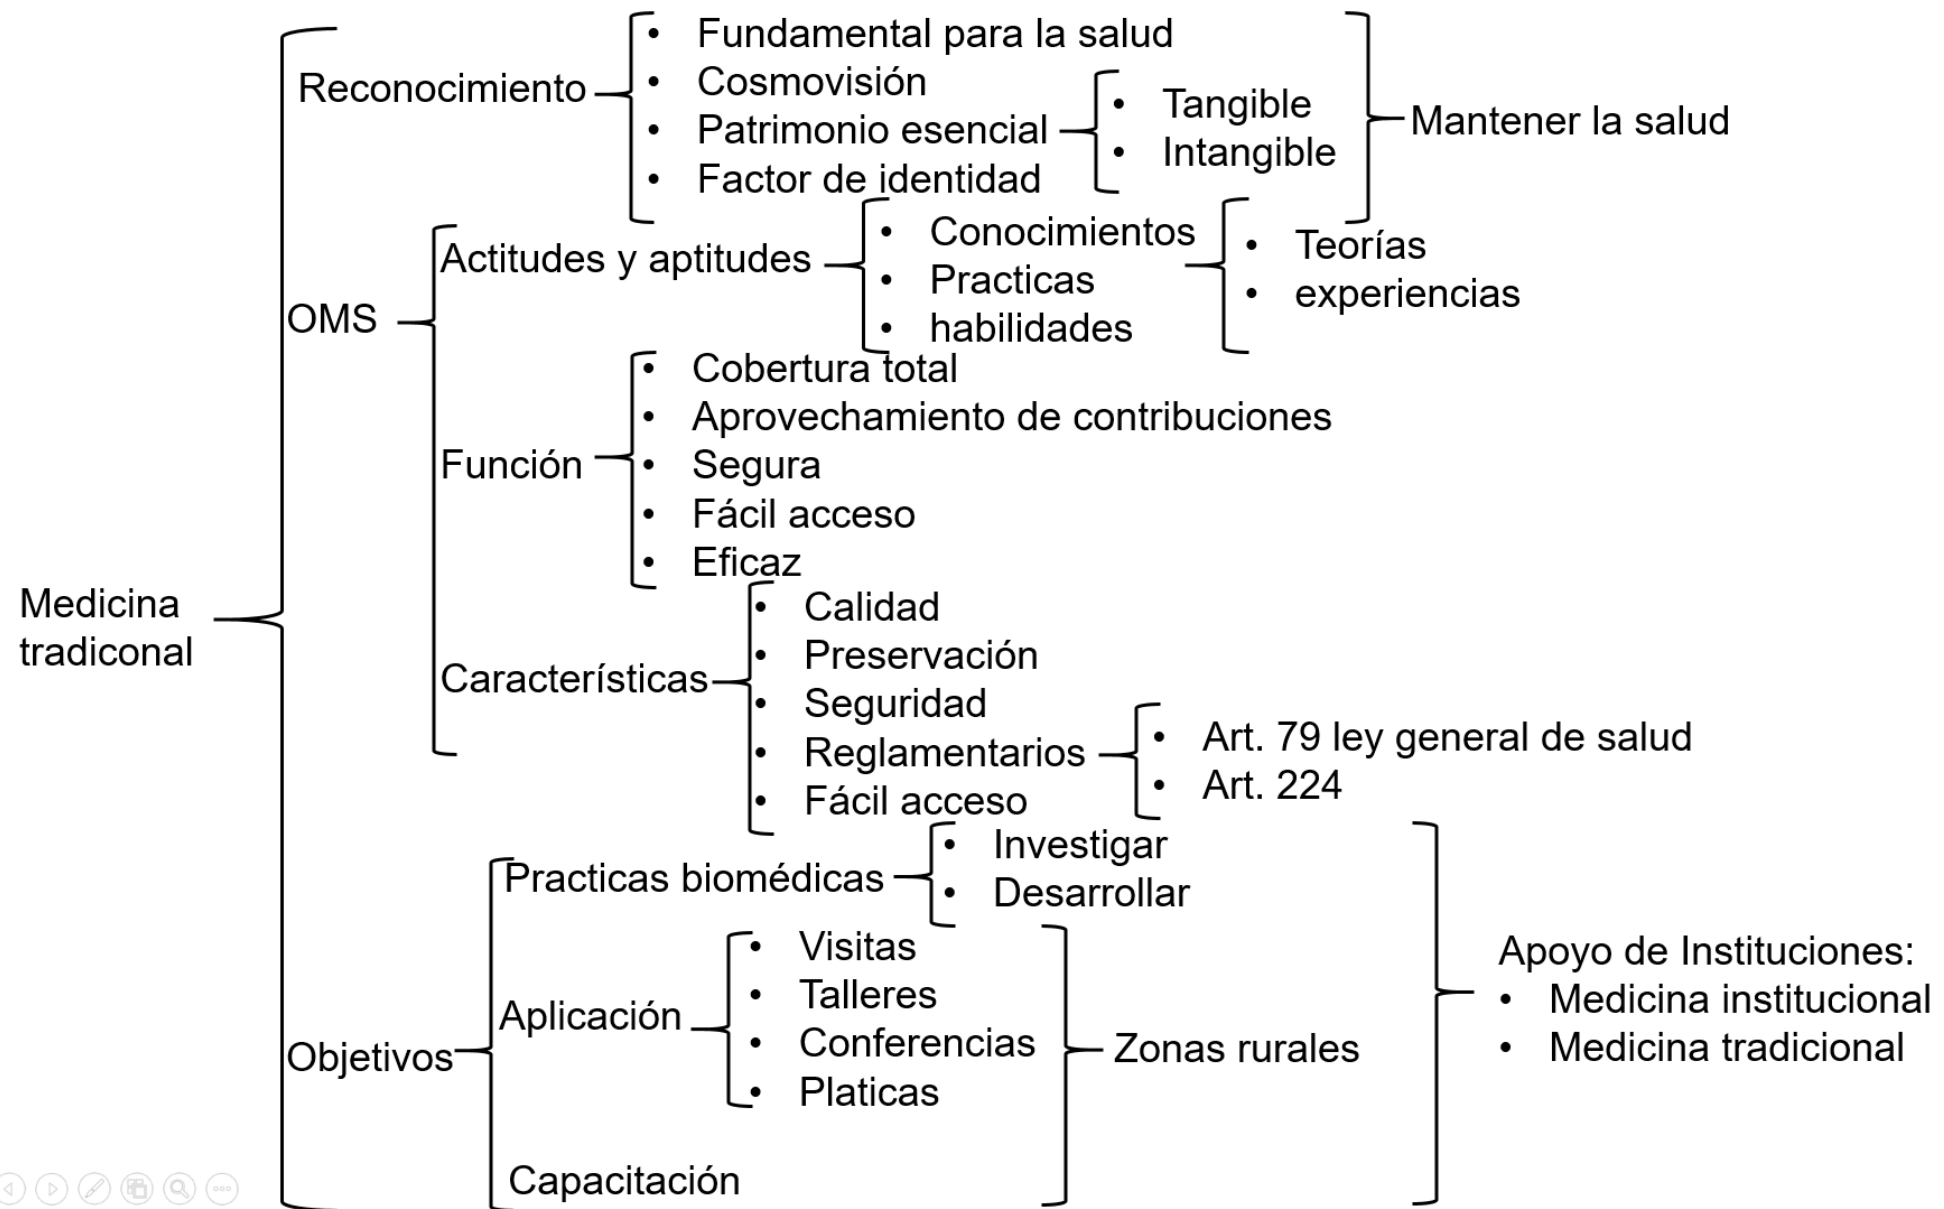 Medicina
tradiconal
Reconocimiento
• Fundamental para la salud
• Cosmovisión
• Patrimonio esencial
• Factor de identidad
• Tangible
• Intangible
Mantener la salud
OMS
Actitudes y aptitudes
• Conocimientos
• Practicas
• habilidades
• Teorías
• experiencias
Función
• Cobertura total
• Aprovechamiento de contribuciones
• Segura
• Fácil acceso
• Eficaz
Característísticas
• Calidad
• Preservación
• Seguridad
• Reglamentarios
• Fácil acceso
• Art. 79 ley general de salud
• Art. 224
Objetivos
Practicas biomédicas
• Investigar
• Desarrollar
Aplicación
• Visitas
• Talleres
• Conferencias
• Platicas
Capacitación
Zonas rurales
Apoyo de Instituciones:
• Medicina institucional
• Medicina tradicional